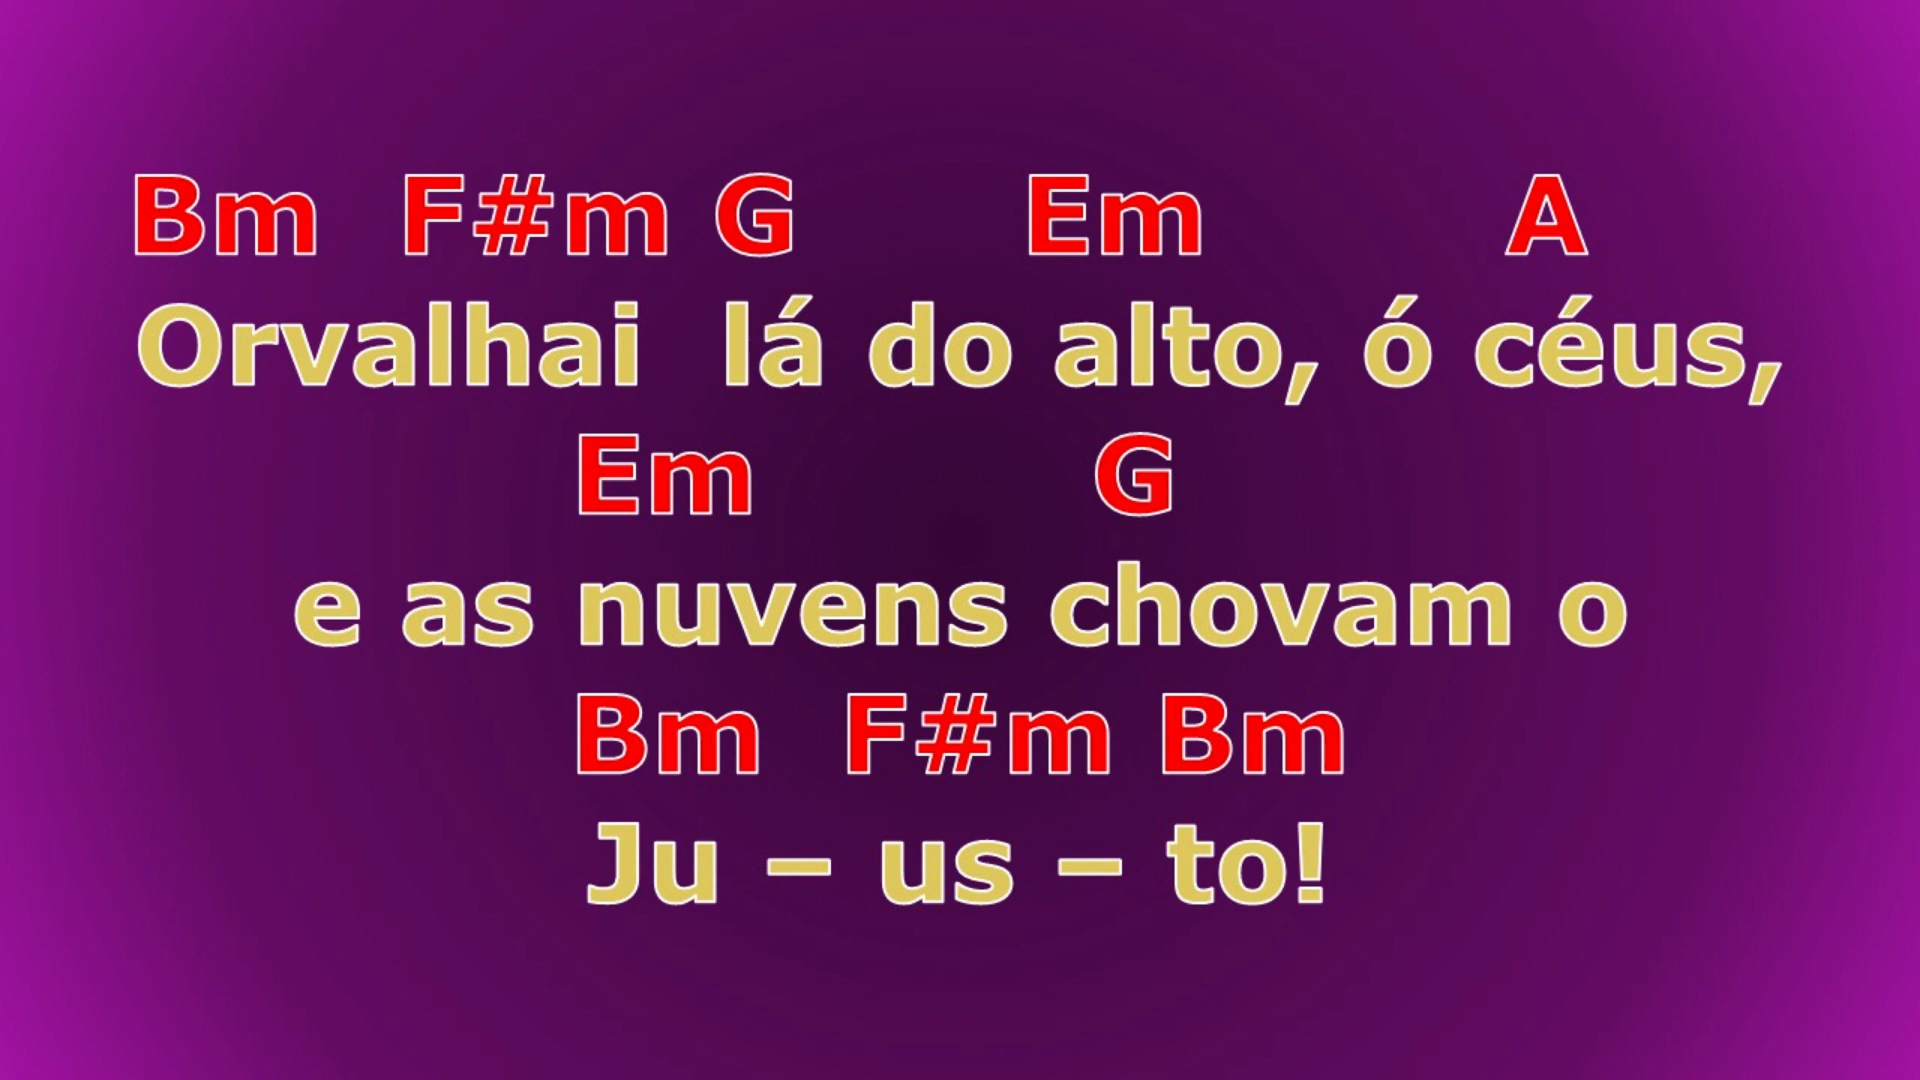 Bm F#m G Em A
Orvalhai lá do alto, ó céus,
Em G
e as nuvens chovam o
Bm F#m Bm
Ju – us – to!